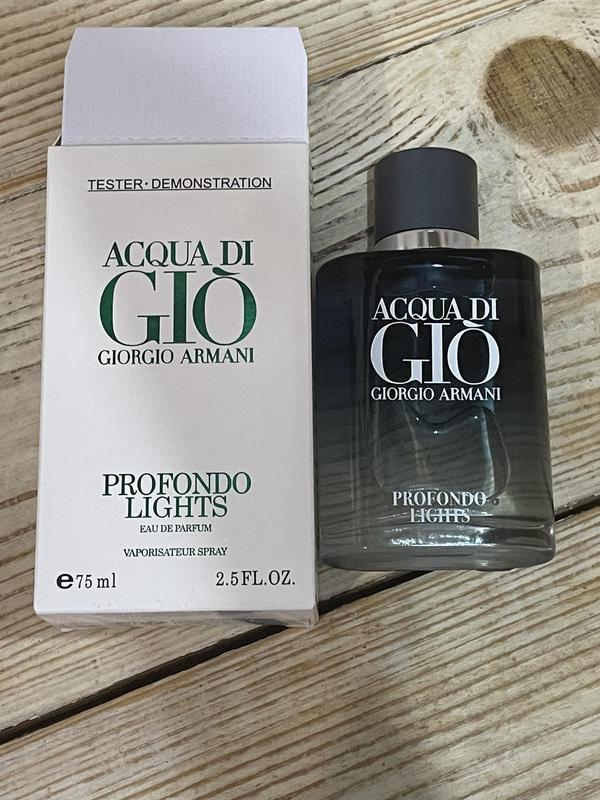 TESTER · DEMONSTRATION
ACQUA DI
GIÒ
GIORGIO ARMANI
PROFONDO
LIGHTS
EAU DE PARFUM
VAPORISATEUR SPRAY
e75 ml 2.5 FL.OZ.
ACQUA DI
GIÒ
GIORGIO ARMANI
PROFONDO
LIGHTS